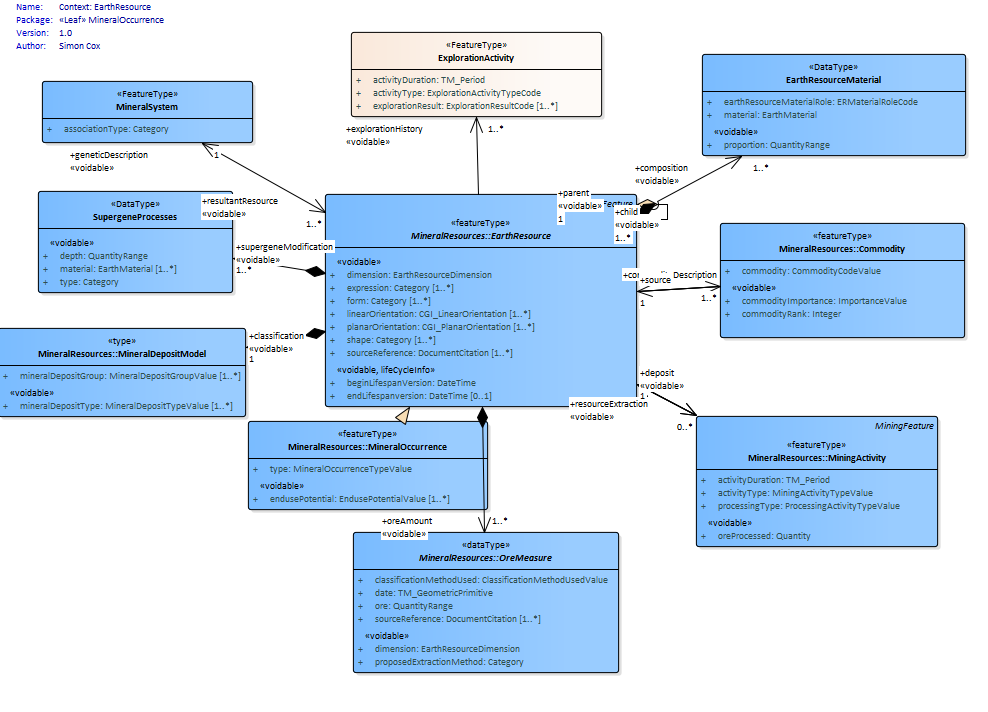 Name: Context: EarthResource
Package: «Leaf» MineralOccurrence
Version: 1.0
Author: Simon Cox
«FeatureType»
ExplorationActivity
+ activityDuration: TM_Period
+ activityType: ExplorationActivityTypeCode
+ explorationResult: ExplorationResultCode [1..*]
+explorationHistory
«voidable»
1..*
«DataType»
EarthResourceMaterial
+ earthResourceMaterialRole: ERMaterialRoleCode
+ material: EarthMaterial
«voidable»
+ proportion: QuantityRange
+composition
«voidable»
1..*
«FeatureType»
MineralSystem
+ associationType: Category
+geneticDescription
«voidable»
1
+resultantResource
«voidable»
1..*
«DataType»
SupergeneProcesses
«voidable»
+ depth: QuantityRange
+ material: EarthMaterial [1..*]
+ type: Category
+supergeneModification
«voidable»
1..*
+parent
«voidable»
1
+child
«voidable»
1..*
Feature
«featureType»
MineralResources::EarthResource
«voidable»
+ dimension: EarthResourceDimension
+ expression: Category [1..*]
+ form: Category [1..*]
+ linearOrientation: CGI_LinearOrientation [1..*]
+ planarOrientation: CGI_PlanarOrientation [1..*]
+ shape: Category [1..*]
+ sourceReference: DocumentCitation [1..*]
«voidable, lifeCycleInfo»
+ beginLifespanVersion: DateTime
+ endLifespanversion: DateTime [0..1]
«featureType»
MineralResources::Commodity
+ commodity: CommodityCodeValue
«voidable»
+ commodityImportance: ImportanceValue
+ commodityRank: Integer
+source
Description
1
1..*
«type»
MineralResources::MineralDepositModel
+ mineralDepositGroup: MineralDepositGroupValue [1..*]
«voidable»
+ mineralDepositType: MineralDepositTypeValue [1..*]
+classification
«voidable»
1
+deposit
«voidable»
1
+resourceExtraction
«voidable»
0..*
MiningFeature
«featureType»
MineralResources::MiningActivity
+ activityDuration: TM_Period
+ activityType: MiningActivityTypeValue
+ processingType: ProcessingActivityTypeValue
«voidable»
+ oreProcessed: Quantity
«featureType»
MineralResources::MineralOccurrence
+ type: MineralOccurrenceTypeValue
«voidable»
+ endusePotential: EndusePotentialValue [1..*]
+oreAmount
«voidable»
1..*
«dataType»
MineralResources::OreMeasure
+ classificationMethodUsed: ClassificationMethodUsedValue
+ date: TM_GeometricPrimitive
+ ore: QuantityRange
+ sourceReference: DocumentCitation [1..*]
«voidable»
+ dimension: EarthResourceDimension
+ proposedExtractionMethod: Category